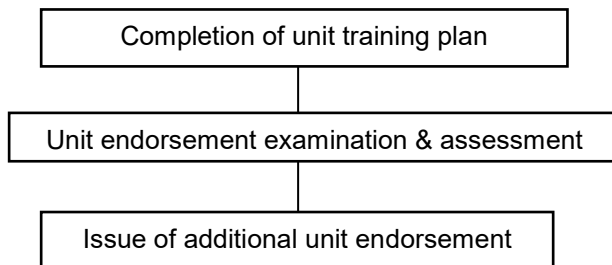 Completion of unit training plan
Unit endorsement examination & assessment
Issue of additional unit endorsement